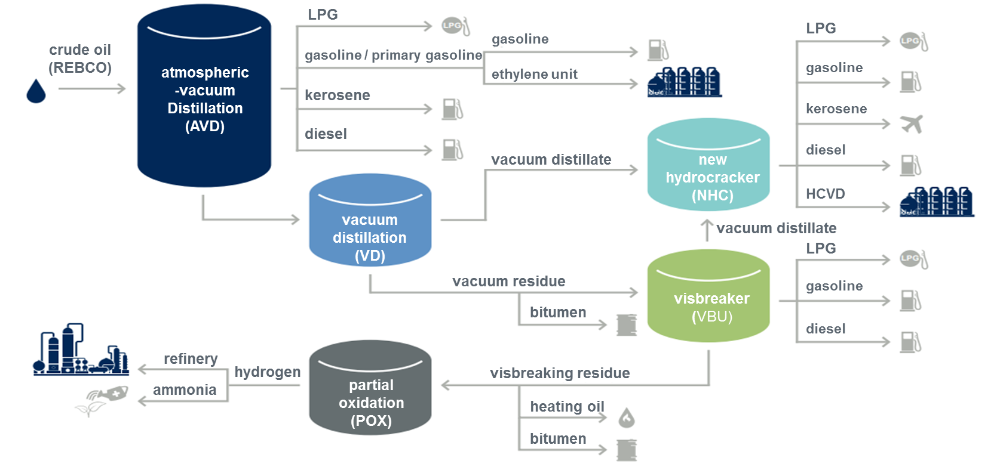 crude oil
(REBCO)
atmospheric
-vacuum
Distillation
(AVD)
LPG
LPG
gasoline / primary gasoline
gasoline
ethylene unit
kerosene
diesel
vacuum distillation
(VD)
vacuum distillate
new
hydrocracker
(NHC)
LPG
LPG
gasoline
kerosene
diesel
HCVD
vacuum distillate
vacuum residue
bitumen
visbreaker
(VBU)
LPG
LPG
gasoline
diesel
visbreaking residue
heating oil
bitumen
partial
oxidation
(POX)
hydrogen
refinery
ammonia